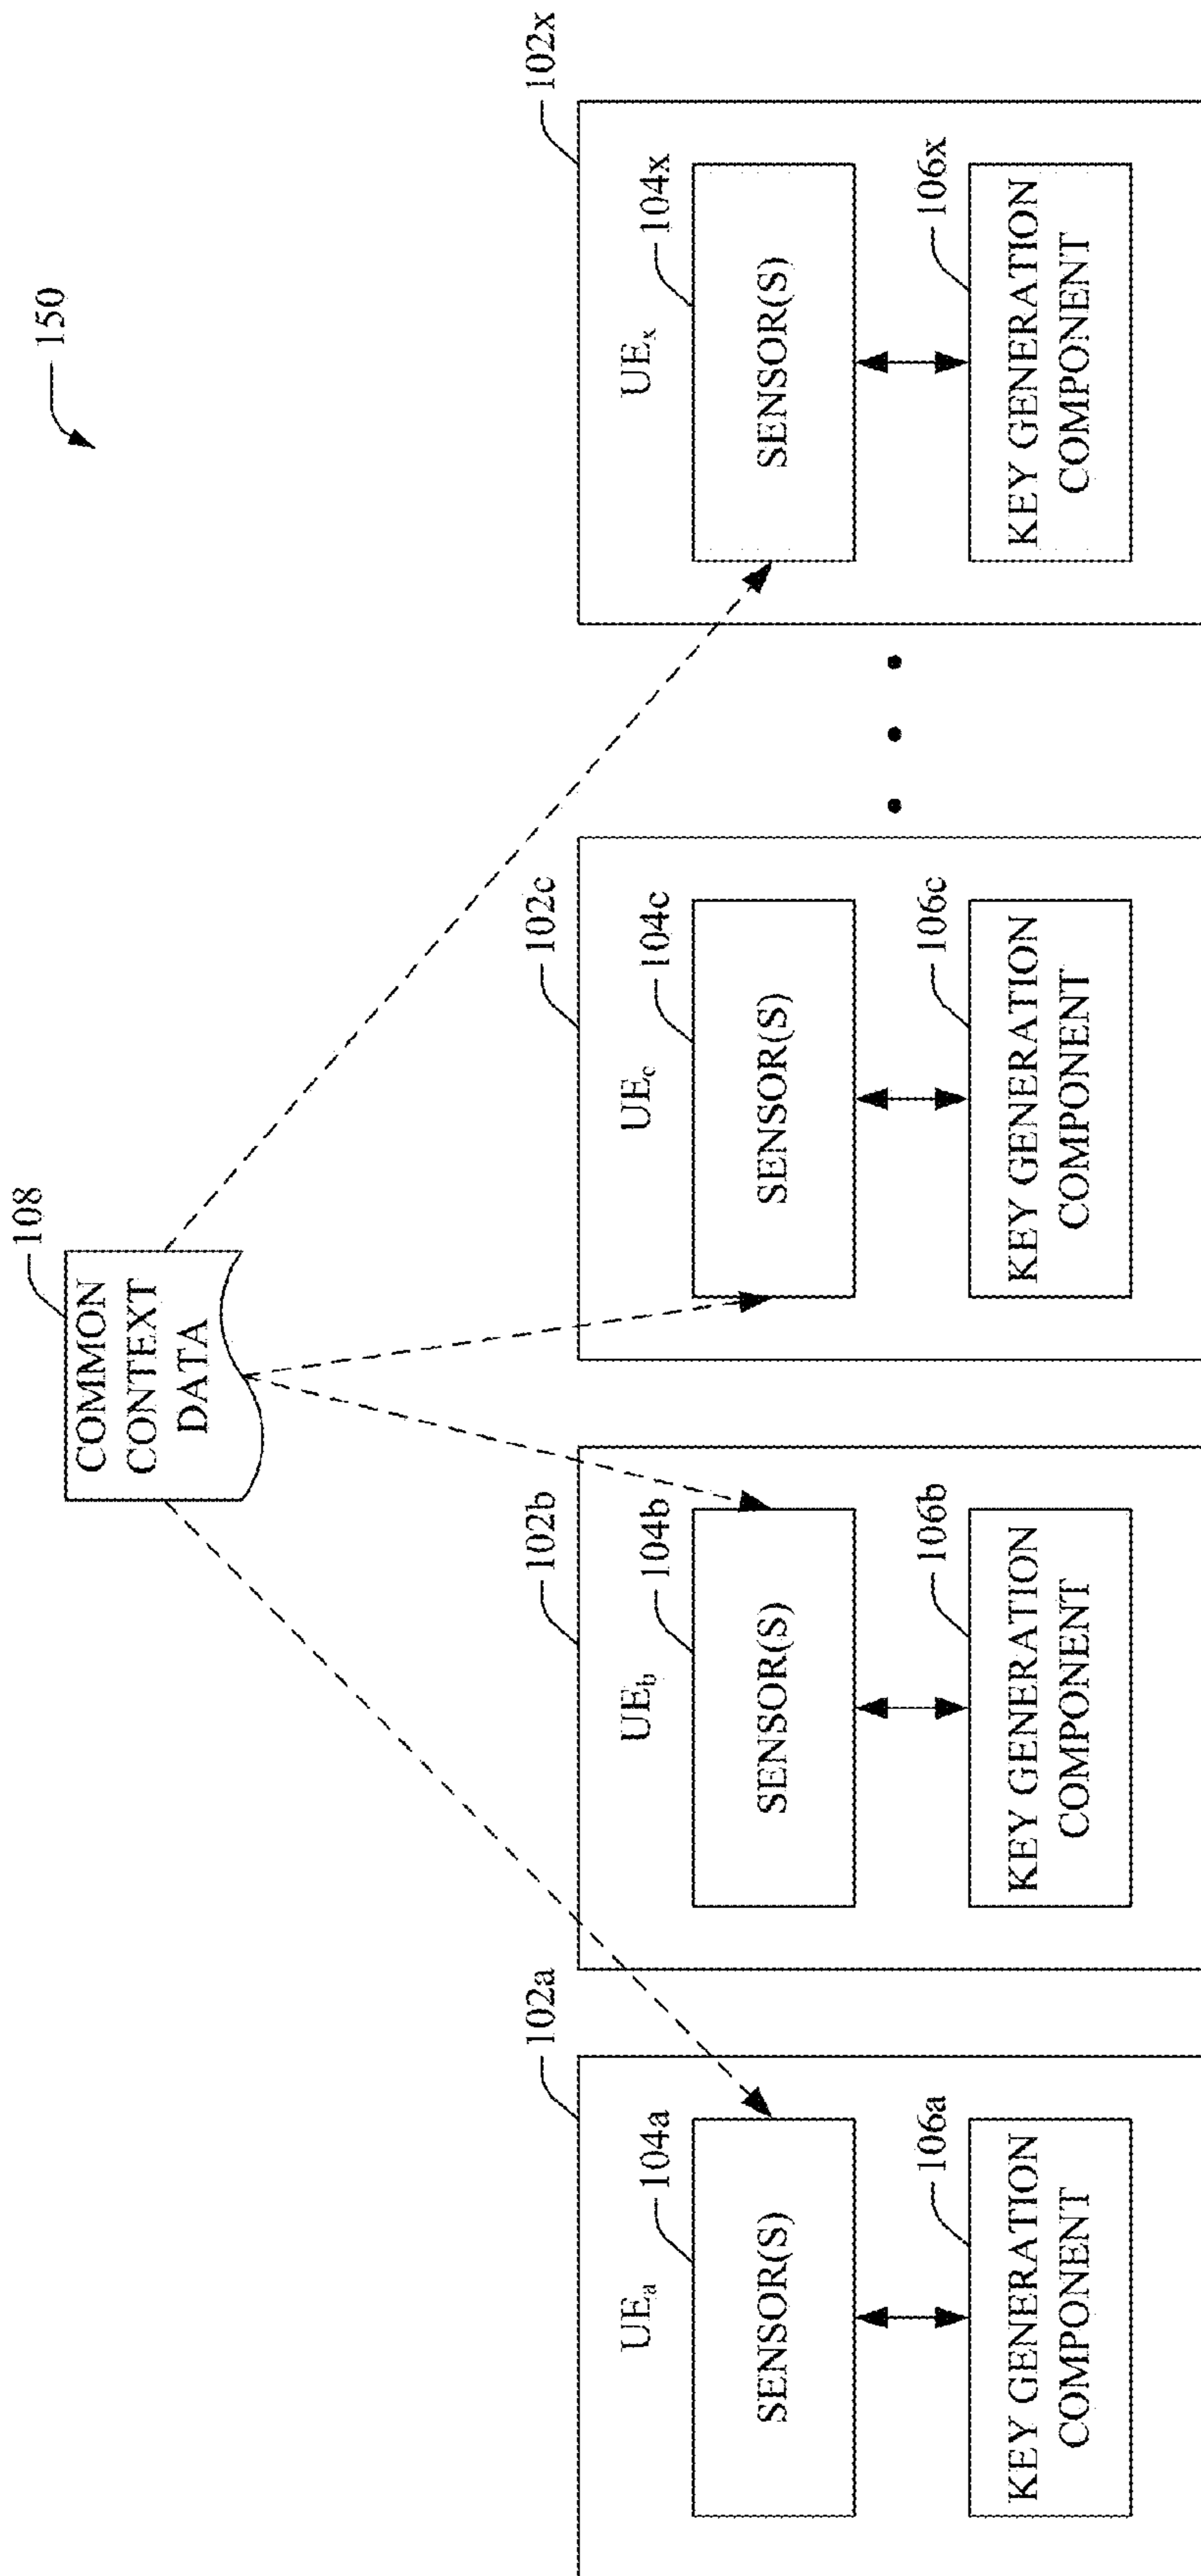 150
108
COMMON
CONTEXT
DATA
102a
UEa
104a
SENSOR(S)
106a
KEY GENERATION
COMPONENT
102b
UEb
104b
SENSOR(S)
106b
KEY GENERATION
COMPONENT
102c
UEc
104c
SENSOR(S)
106c
KEY GENERATION
COMPONENT
102x
UEx
104x
SENSOR(S)
106x
KEY GENERATION
COMPONENT